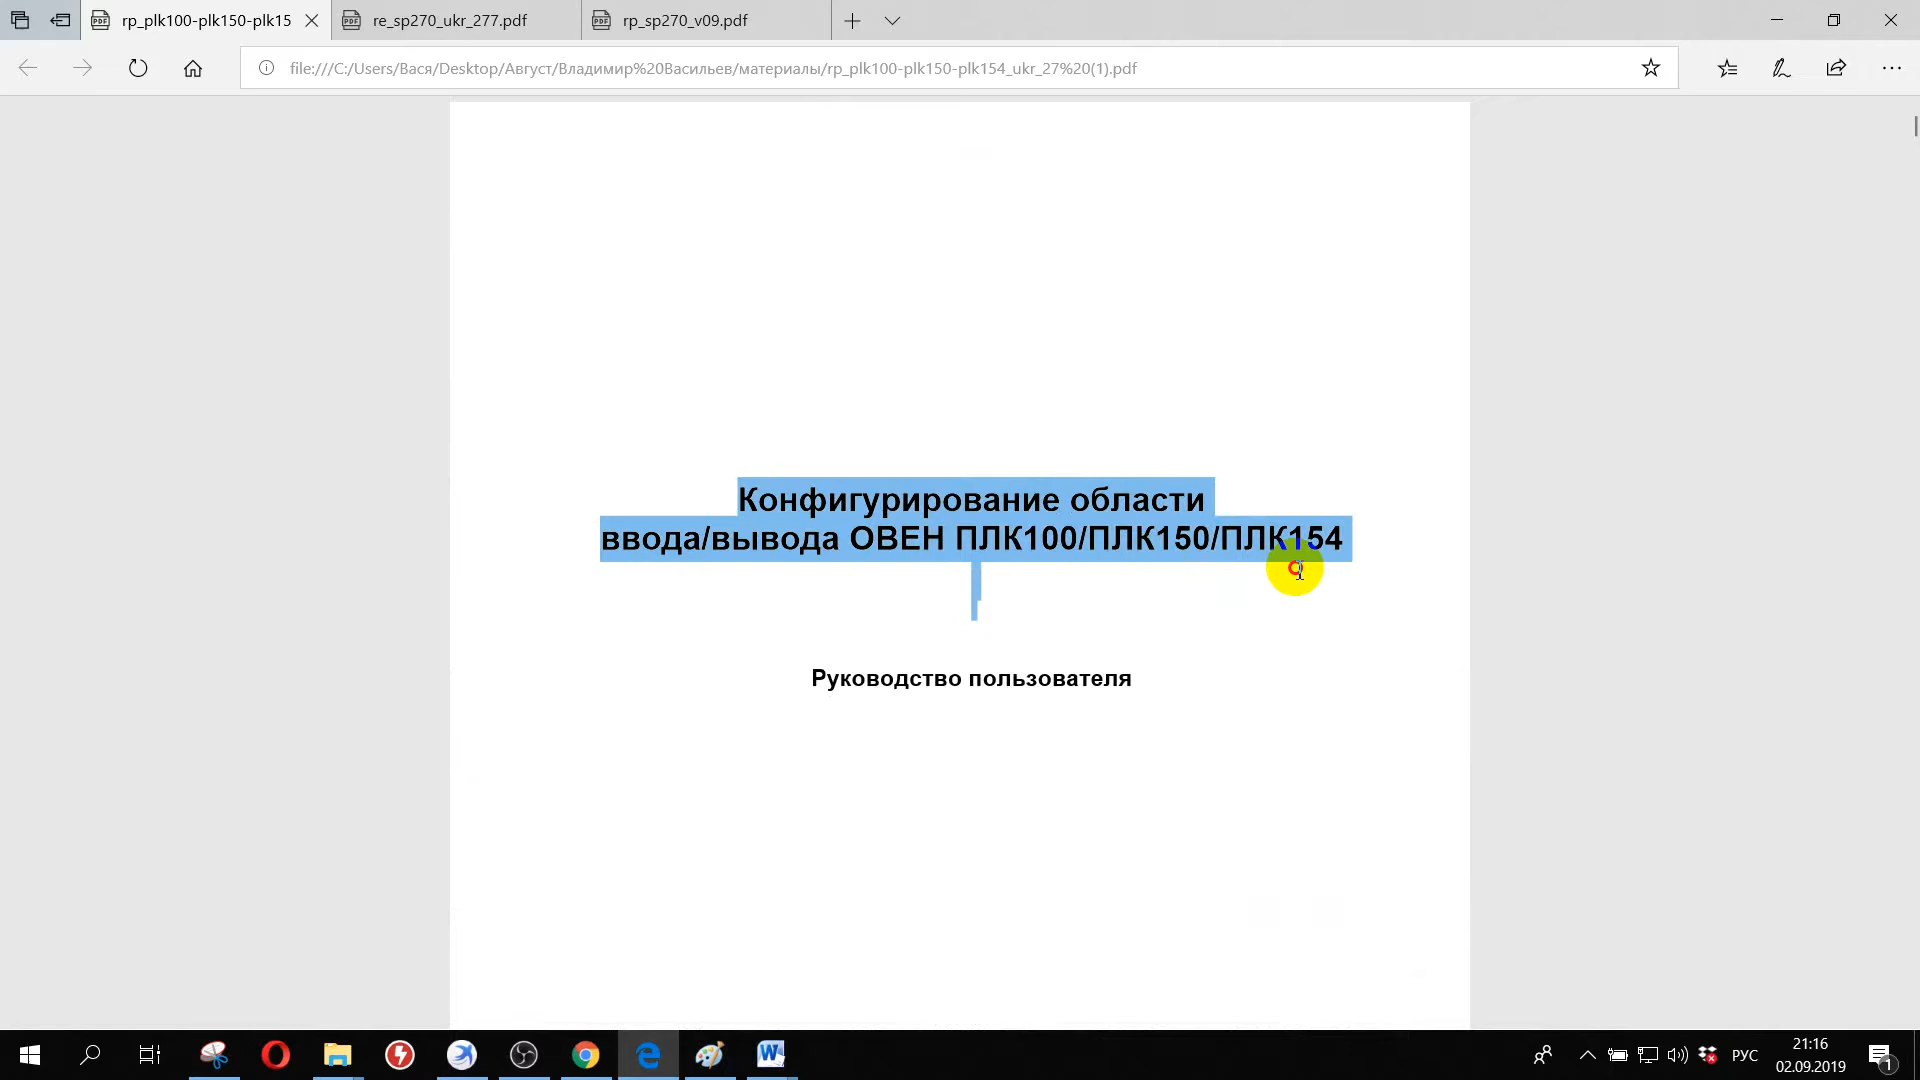 rp_plk100-plk150-plk15
re_sp270_ukr_277.pdf
rp_sp270_v09.pdf
file:///C:/Users/Вася/Desktop/Август/Владимир%20Васильев/материалы/rp_plk100-plk150-plk154_ukr_27%20(1).pdf
Конфигурирование области
ввода/вывода ОВЕН ПЛК100/ПЛК150/ПЛК154
Руководство пользователя
РУС
21:16
02.09.2019
1